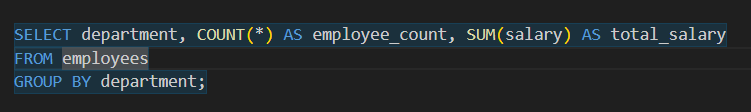 SELECT department, COUNT(*) AS employee_count, SUM(salary) AS total_salary
FROM employees
GROUP BY department;